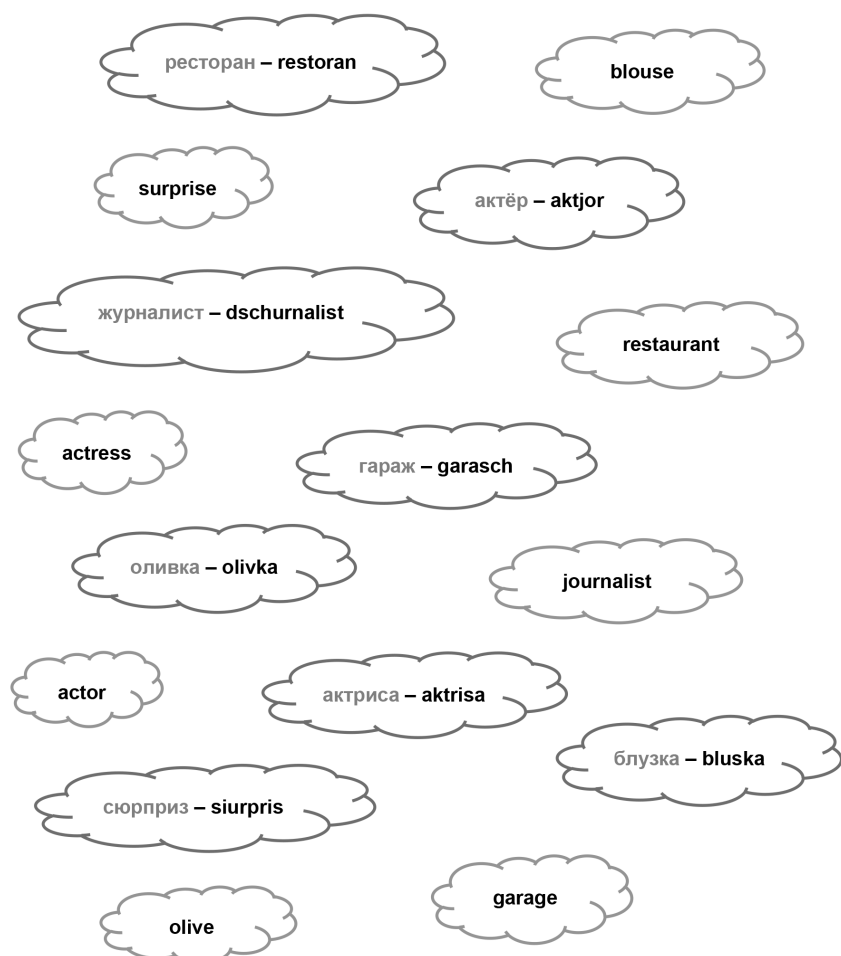 ресторан – restoran
blouse
surprise
актёр – aktjor
журналист – dschurnalist
restaurant
actress
гараж – garasch
оливка – olivka
journalist
actor
актриса – aktrisa
блузка – bluska
сюрприз – siurpris
garage
olive